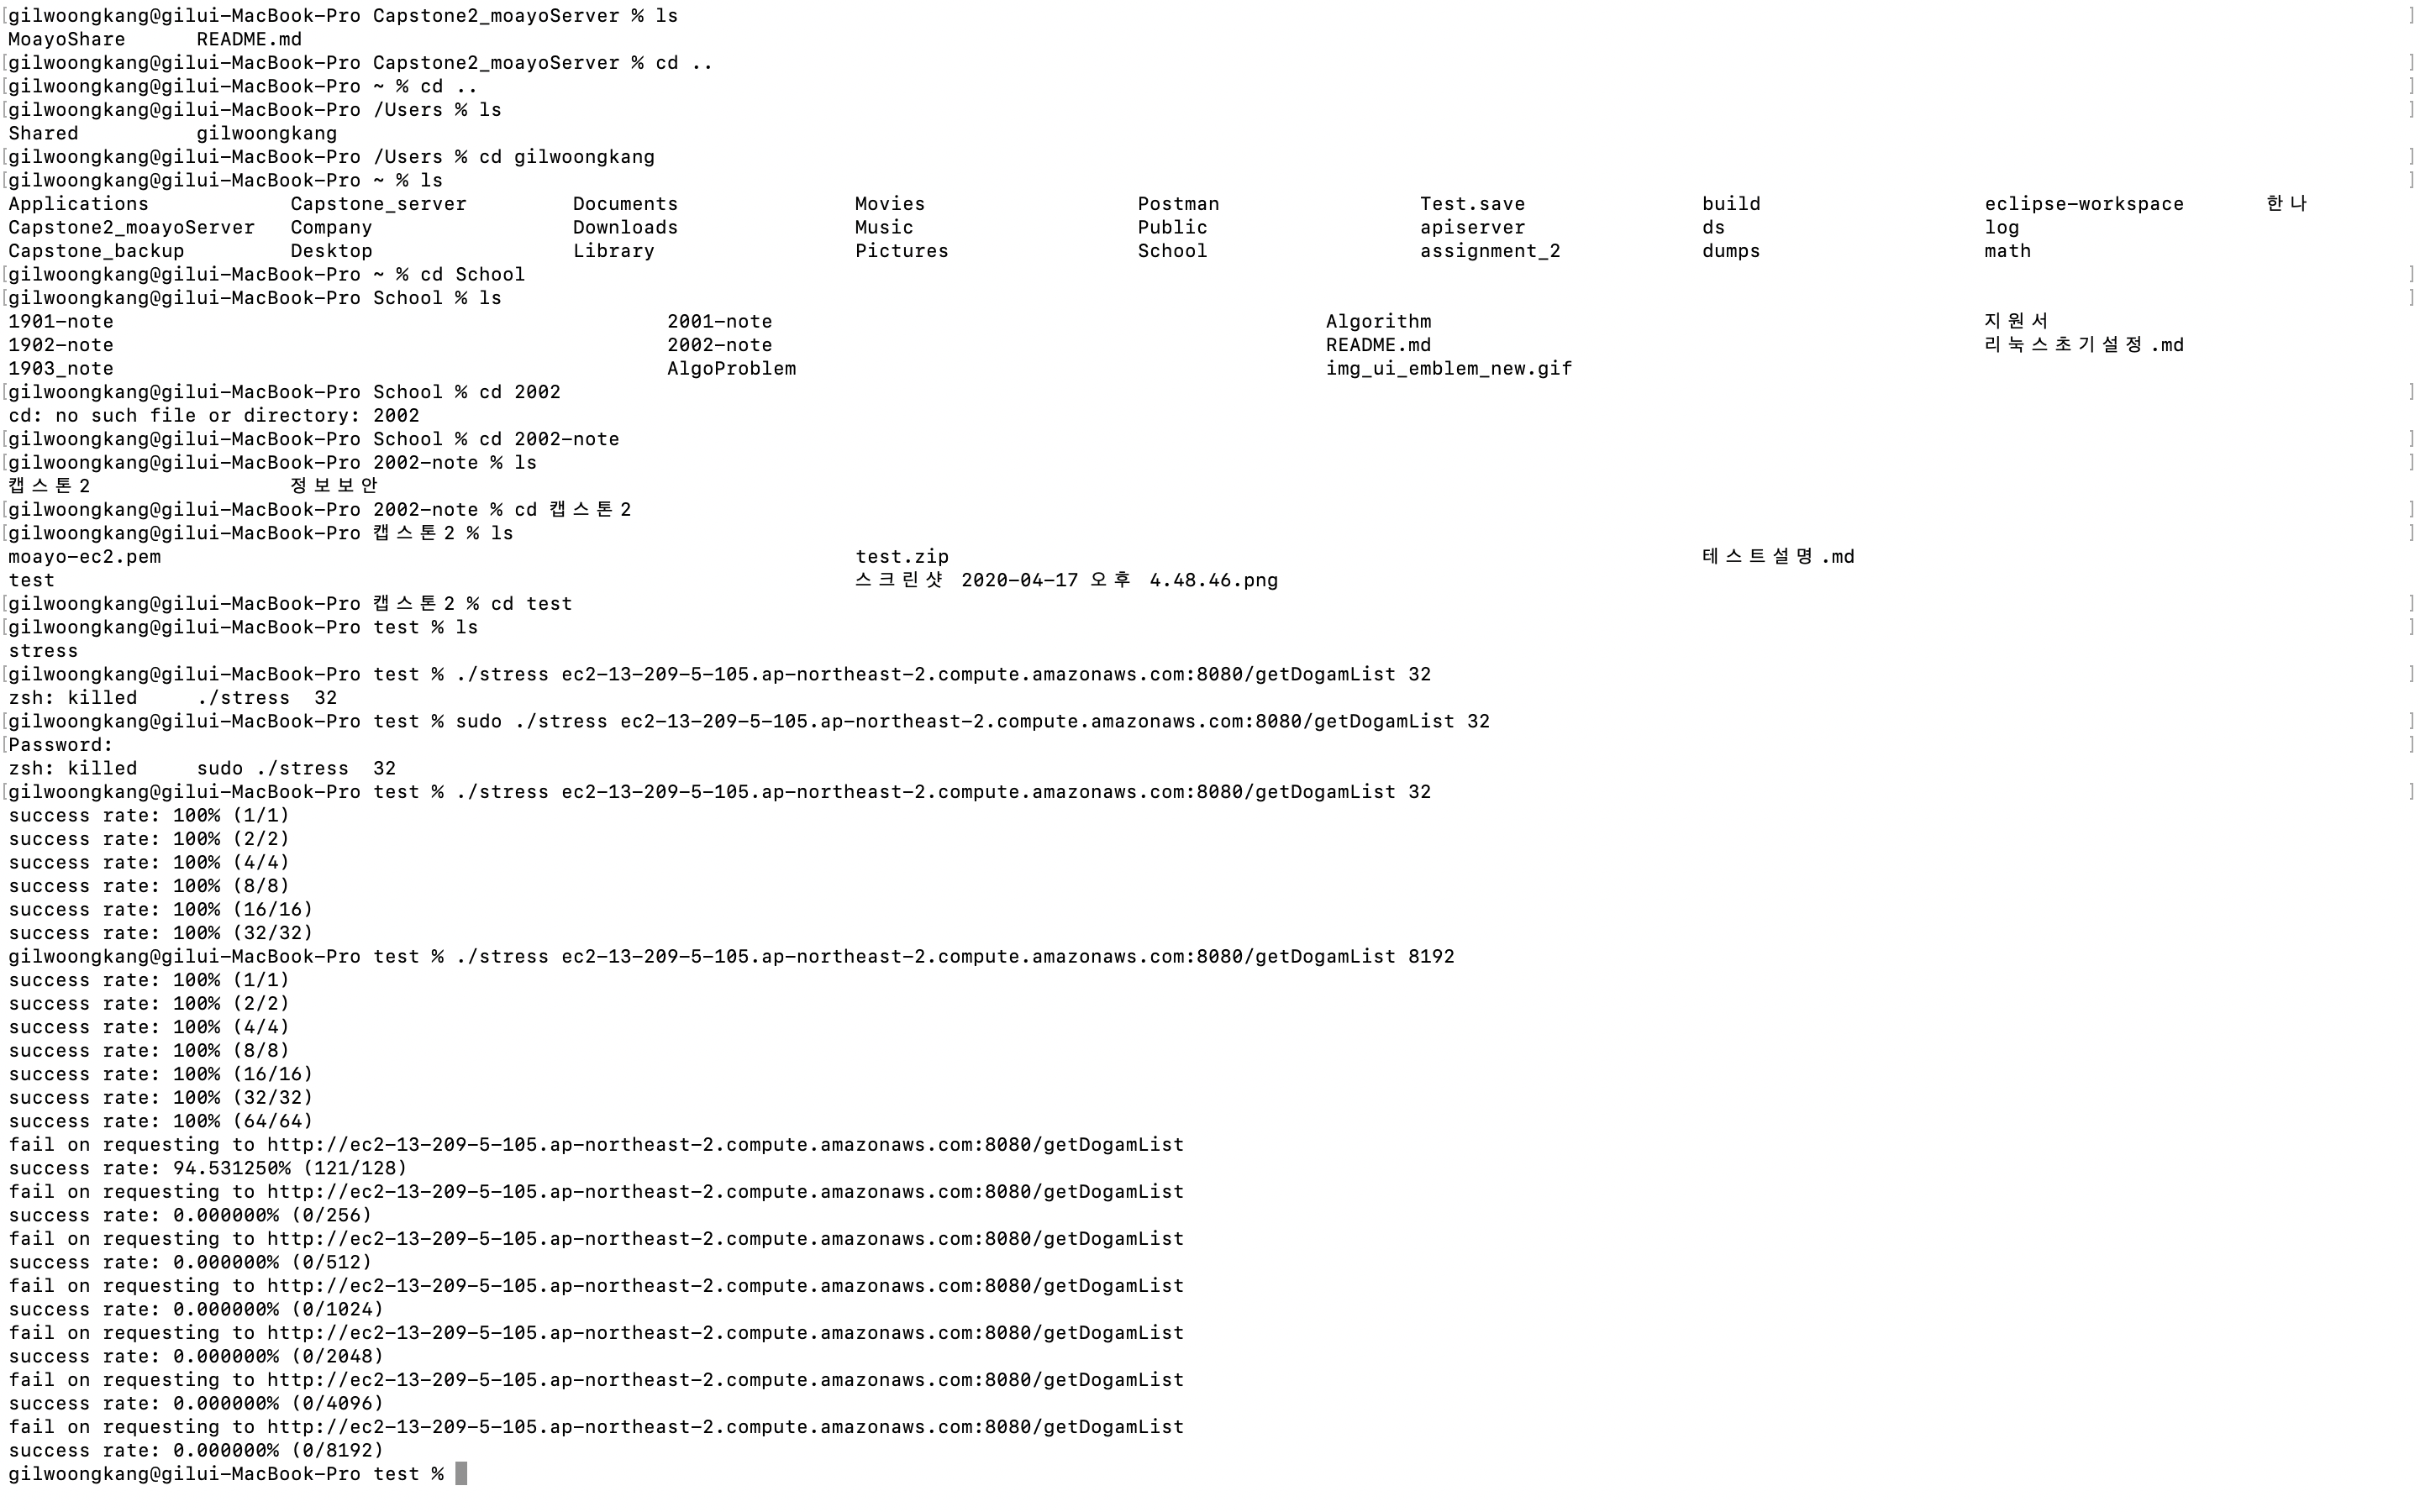 gilwoongkang@gilui-MacBook-Pro Capstone2_moayoServer % ls
MoayoShare README.md
gilwoongkang@gilui-MacBook-Pro Capstone2_moayoServer % cd ..
gilwoongkang@gilui-MacBook-Pro ~ % cd ..
gilwoongkang@gilui-MacBook-Pro /Users % ls
Shared gilwoongkang
gilwoongkang@gilui-MacBook-Pro /Users % cd gilwoongkang
gilwoongkang@gilui-MacBook-Pro ~ % ls
Applications Capstone_server Documents Movies Postman Test.save build eclipse-workspace 한나
Capstone2_moayoServer Company Downloads Music Public apiserver ds log
Capstone_backup Desktop Library Pictures School assignment_2 dumps math
gilwoongkang@gilui-MacBook-Pro ~ % cd School
gilwoongkang@gilui-MacBook-Pro School % ls
1901-note 2001-note Algorithm 지원서
1902-note 2002-note README.md 리눅스초기설정.md
1903_note AlgoProblem img_ui_emblem_new.gif
gilwoongkang@gilui-MacBook-Pro School % cd 2002
cd: no such file or directory: 2002
gilwoongkang@gilui-MacBook-Pro School % cd 2002-note
gilwoongkang@gilui-MacBook-Pro 2002-note % ls
캡스톤2 정보보안
gilwoongkang@gilui-MacBook-Pro 2002-note % cd 캡스톤2
gilwoongkang@gilui-MacBook-Pro 캡스톤2 % ls
moayo-ec2.pem test.zip 테스트설명.md
test 스크린샷 2020-04-17 오후 4.48.46.png
gilwoongkang@gilui-MacBook-Pro 캡스톤2 % cd test
gilwoongkang@gilui-MacBook-Pro test % ls
stress
gilwoongkang@gilui-MacBook-Pro test % ./stress ec2-13-209-5-105.ap-northeast-2.compute.amazonaws.com:8080/getDogamList 32
zsh: killed ./stress 32
gilwoongkang@gilui-MacBook-Pro test % sudo ./stress ec2-13-209-5-105.ap-northeast-2.compute.amazonaws.com:8080/getDogamList 32
Password:
zsh: killed sudo ./stress 32
gilwoongkang@gilui-MacBook-Pro test % ./stress ec2-13-209-5-105.ap-northeast-2.compute.amazonaws.com:8080/getDogamList 32
success rate: 100% (1/1)
success rate: 100% (2/2)
success rate: 100% (4/4)
success rate: 100% (8/8)
success rate: 100% (16/16)
success rate: 100% (32/32)
gilwoongkang@gilui-MacBook-Pro test % ./stress ec2-13-209-5-105.ap-northeast-2.compute.amazonaws.com:8080/getDogamList 8192
success rate: 100% (1/1)
success rate: 100% (2/2)
success rate: 100% (4/4)
success rate: 100% (8/8)
success rate: 100% (16/16)
success rate: 100% (32/32)
success rate: 100% (64/64)
fail on requesting to http://ec2-13-209-5-105.ap-northeast-2.compute.amazonaws.com:8080/getDogamList
success rate: 94.531250% (121/128)
fail on requesting to http://ec2-13-209-5-105.ap-northeast-2.compute.amazonaws.com:8080/getDogamList
success rate: 0.000000% (0/256)
fail on requesting to http://ec2-13-209-5-105.ap-northeast-2.compute.amazonaws.com:8080/getDogamList
success rate: 0.000000% (0/512)
fail on requesting to http://ec2-13-209-5-105.ap-northeast-2.compute.amazonaws.com:8080/getDogamList
success rate: 0.000000% (0/1024)
fail on requesting to http://ec2-13-209-5-105.ap-northeast-2.compute.amazonaws.com:8080/getDogamList
success rate: 0.000000% (0/2048)
fail on requesting to http://ec2-13-209-5-105.ap-northeast-2.compute.amazonaws.com:8080/getDogamList
success rate: 0.000000% (0/4096)
fail on requesting to http://ec2-13-209-5-105.ap-northeast-2.compute.amazonaws.com:8080/getDogamList
success rate: 0.000000% (0/8192)
gilwoongkang@gilui-MacBook-Pro test %